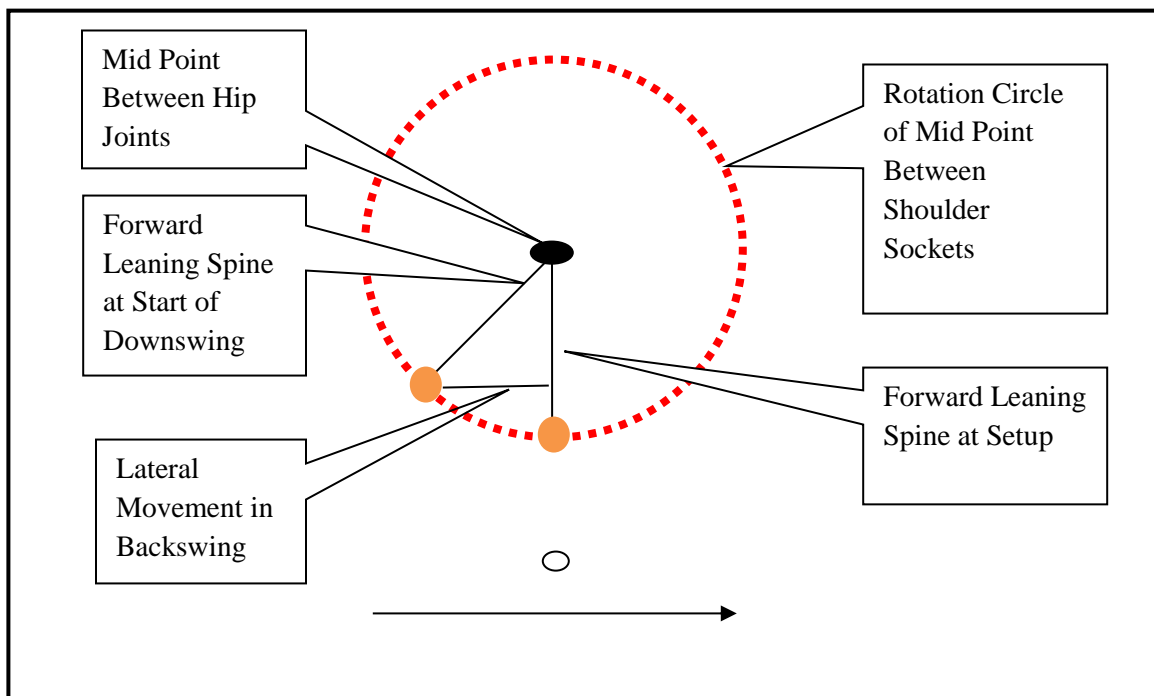 Mid Point
Between Hip
Joints
Forward
Leaning Spine
at Start of
Downswing
Lateral
Movement in
Backswing
Rotation Circle
of Mid Point
Between
Shoulder
Sockets
Forward Leaning
Spine at Setup